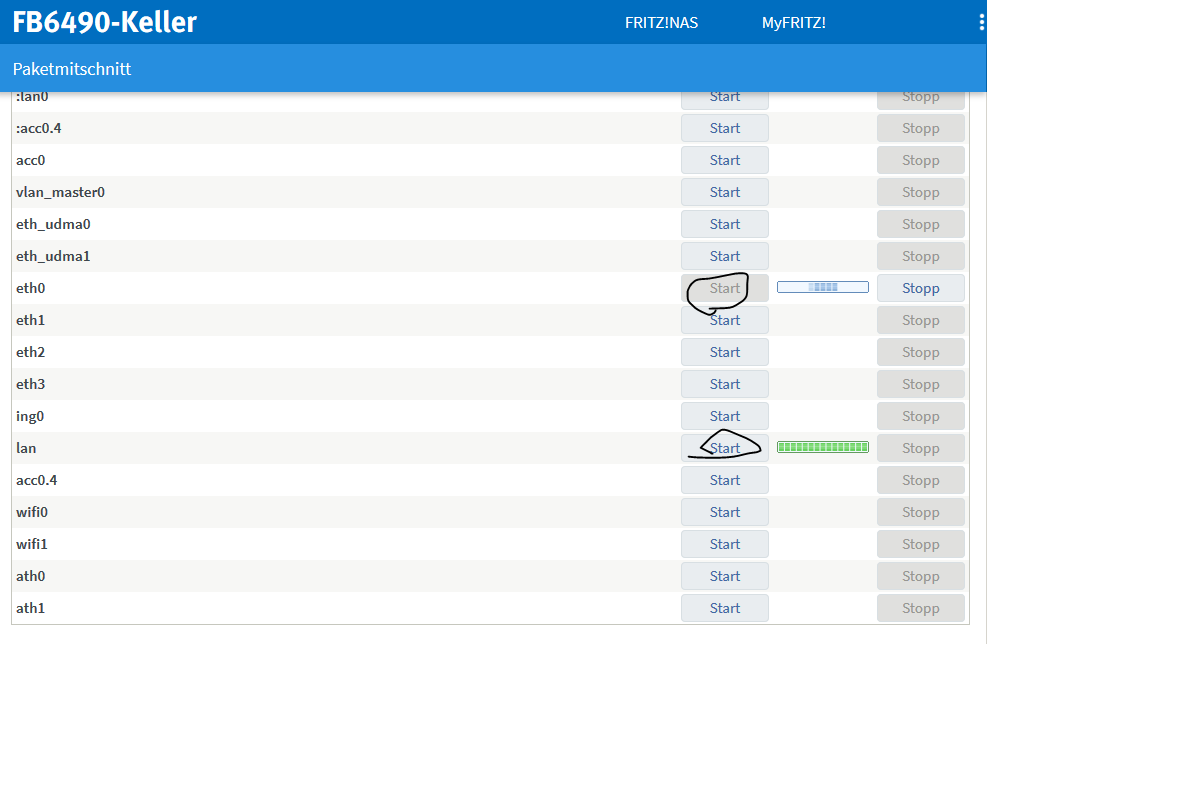 FB6490-Keller FRITZ!NAS MyFRITZ!
Paketmitschnitt
:lan0 Start Stopp
:acc0.4 Start Stopp
acc0 Start Stopp
vlan_master0 Start Stopp
eth_udma0 Start Stopp
eth_udma1 Start Stopp
eth0 Start Stopp
eth1 Start Stopp
eth2 Start Stopp
eth3 Start Stopp
ing0 Start Stopp
lan Start Stopp
acc0.4 Start Stopp
wifi0 Start Stopp
wifi1 Start Stopp
ath0 Start Stopp
ath1 Start Stopp